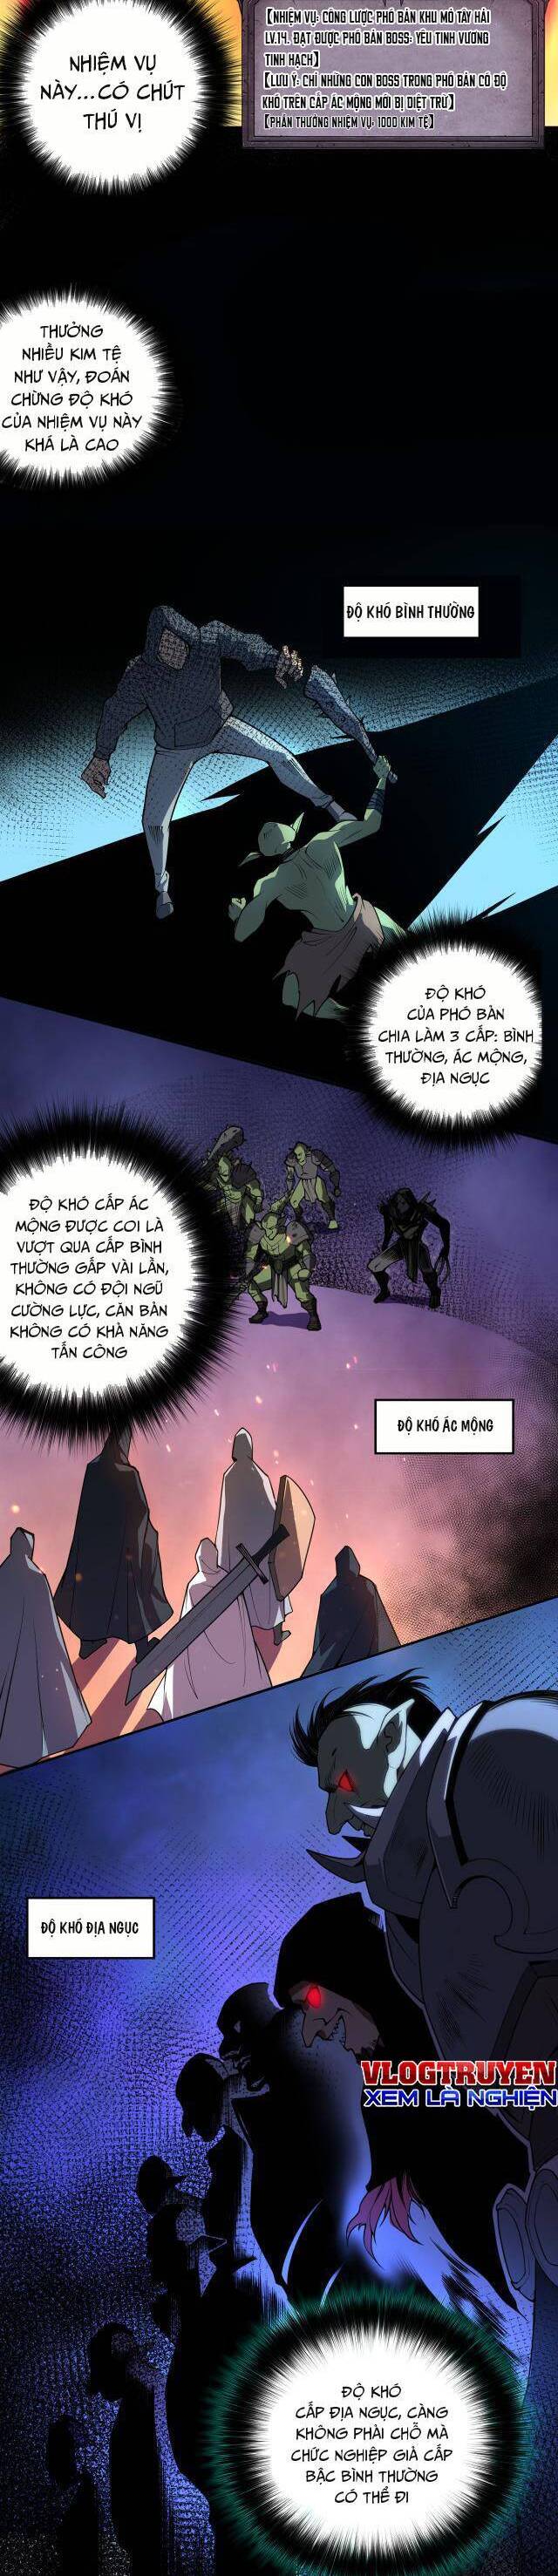 【NHIỆM VỤ: CÔNG LƯỢC PHÓ BẢN KHU MỎ TÂY HẢI
LV.14. ĐẠT ĐƯỢC PHÓ BẢN BOSS: YÊU TINH VƯƠNG
TINH HẠCH】
【LƯU Ý: CHỈ NHỮNG CON BOSS TRONG PHÓ BẢN CÓ ĐỘ
KHÓ TRÊN CẤP ÁC MỘNG MỚI BỊ DIỆT TRỪ】
【PHẦN THƯỞNG NHIỆM VỤ: 1000 KIM TỆ】
NHIỆM VỤ
NÀY...CÓ CHÚT
THÚ VỊ
THƯỞNG
NHIỀU KIM TỆ
NHƯ VẬY, ĐOÁN
CHỪNG ĐỘ KHÓ
CỦA NHIỆM VỤ NÀY
KHÁ LÀ CAO
ĐỘ KHÓ BÌNH THƯỜNG
ĐỘ KHÓ
CỦA PHÓ BẢN
CHIA LÀM 3 CẤP: BÌNH
THƯỜNG, ÁC MỘNG,
ĐỊA NGỤC
ĐỘ KHÓ CẤP ÁC
MỘNG ĐƯỢC COI LÀ
VƯỢT QUA CẤP BÌNH
THƯỜNG GẤP VÀI LẦN,
KHÔNG CÓ ĐỘI NGŨ
CƯỜNG LỰC, CĂN BẢN
KHÔNG CÓ KHẢ NĂNG
TẤN CÔNG
ĐỘ KHÓ ÁC MỘNG
ĐỘ KHÓ ĐỊA NGỤC
VLOGTRUYEN
XEM LÀ NGHIỆN
ĐỘ KHÓ
CẤP ĐỊA NGỤC, CÀNG
KHÔNG PHẢI CHỖ MÀ
CHỨC NGHIỆP GIẢ CẤP
BẬC BÌNH THƯỜNG
CÓ THỂ ĐI